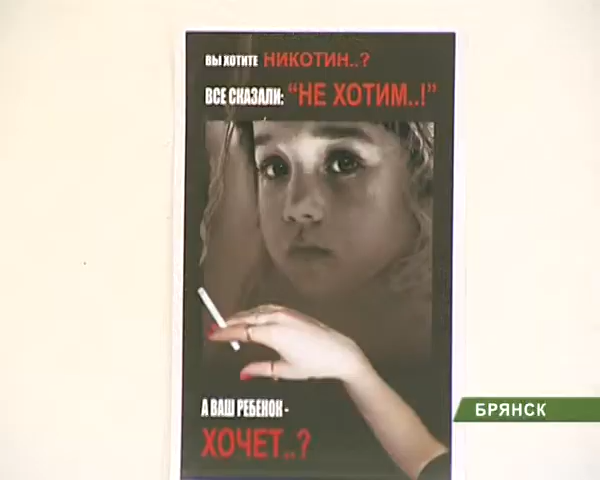 ВЫ ХОТИТЕ НИКОТИН..?
ВСЕ СКАЗАЛИ: "НЕ ХОТИМ..!"
А ВАШ РЕБЕНОК -
ХОЧЕТ..?
БРЯНСК